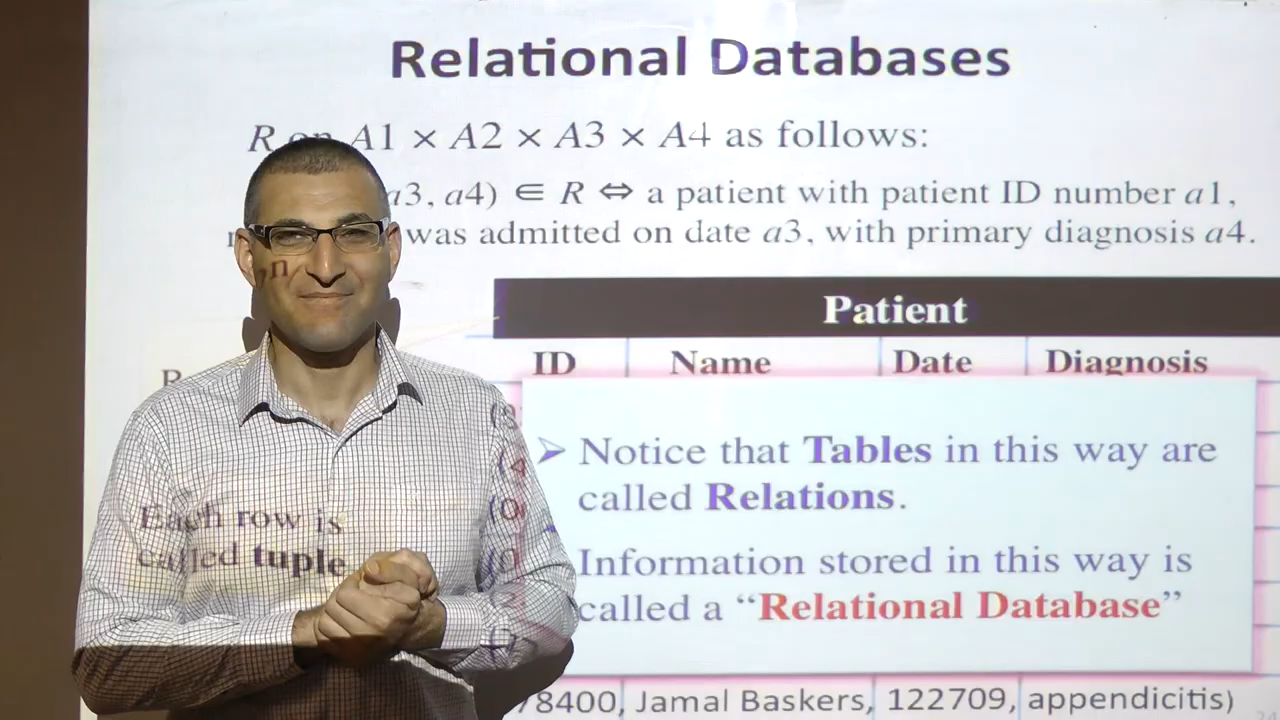 Relational Databases
R on A1 × A2 × A3 × A4 as follows:
a3, a4) ∈ R ⇔ a patient with patient ID number a1,
was admitted on date a3, with primary diagnosis a4.
Patient
ID Name Date Diagnosis
➢ Notice that Tables in this way are
called Relations.
Each row is
called tuple
Information stored in this way is
called a “Relational Database”
78400, Jamal Baskers, 122709, appendicitis)